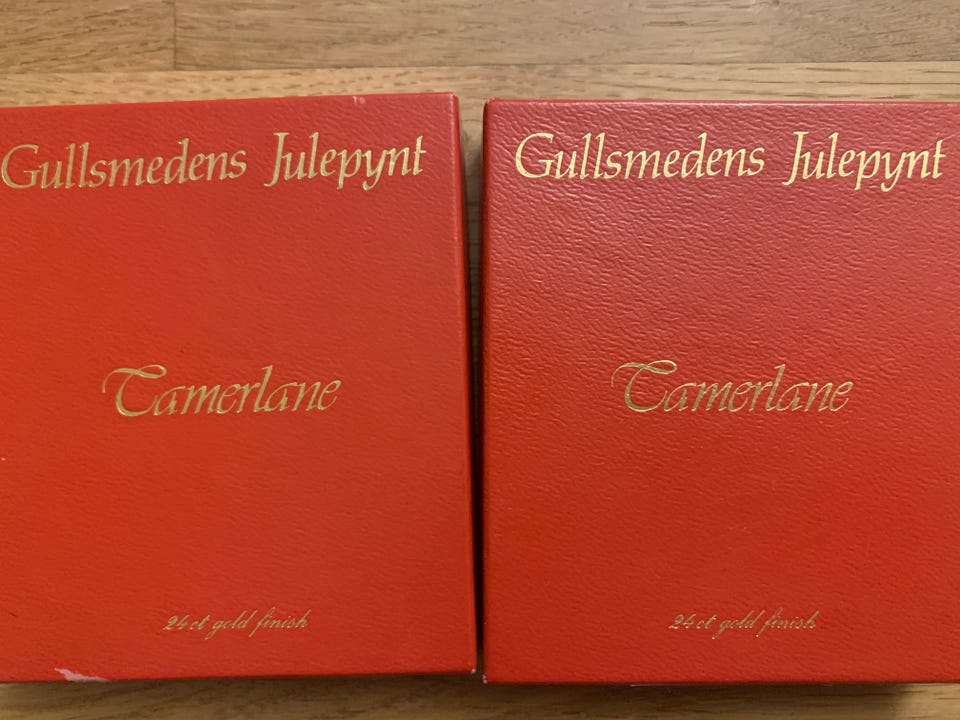 Gullsmedens Julepynt
Tamerlane
24 ct gold finish
Gullsmedens Julepynt
Tamerlane
24 ct gold finish